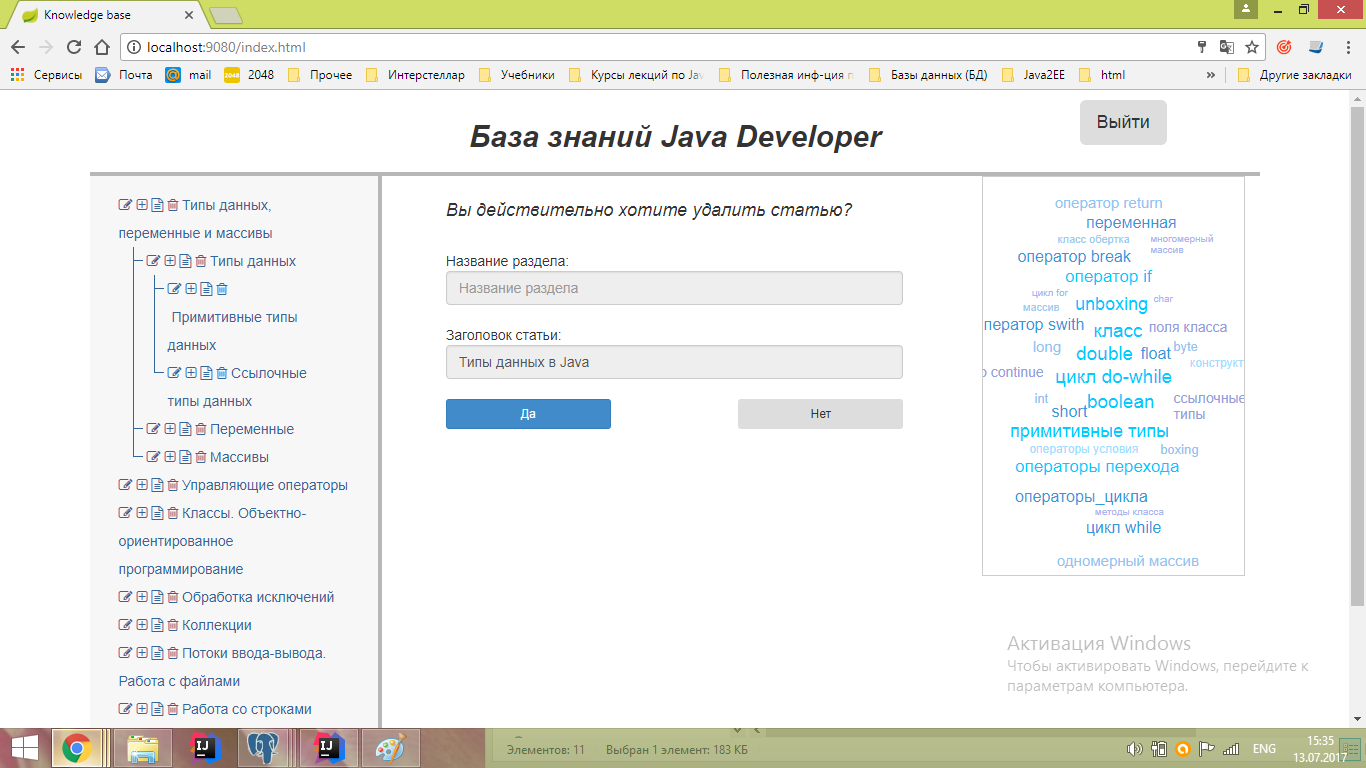 Knowledge base
localhost:9080/index.html
Сервисы Почта mail 2048 Прочее Интерстеллар Учебники Курсы лекций по Jav Полезная инф-ция п Базы данных (БД) Java2EE html » Другие закладки
База знаний Java Developer
Выйти
Типы данных,
переменные и массивы
Типы данных
Примитивные типы
данных
Ссылочные
типы данных
Переменные
Массивы
Управляющие операторы
Классы. Объектно-
ориентированное
программирование
Обработка исключений
Коллекции
Потоки ввода-вывода.
Работа с файлами
Работа со строками
Вы действительно хотите удалить статью?
Название раздела:
Название раздела
Заголовок статьи:
Типы данных в Java
Да Нет
оператор return
переменная
класс обертка многомерный
массив
оператор break
оператор if
цикл for
массив unboxing char
ператор swith класс поля класса
long double float byte
конструкт
continue цикл do-while
int boolean ссылочные
типы
short
примитивные типы
операторы условия boxing
операторы перехода
операторы_цикла
методы класса
цикл while
одномерный массив
Активация Windows
Чтобы активировать Windows, перейдите к
параметрам компьютера.
Элементов: 11 Выбран 1 элемент: 183 КБ
ENG
15:35
13.07.2017